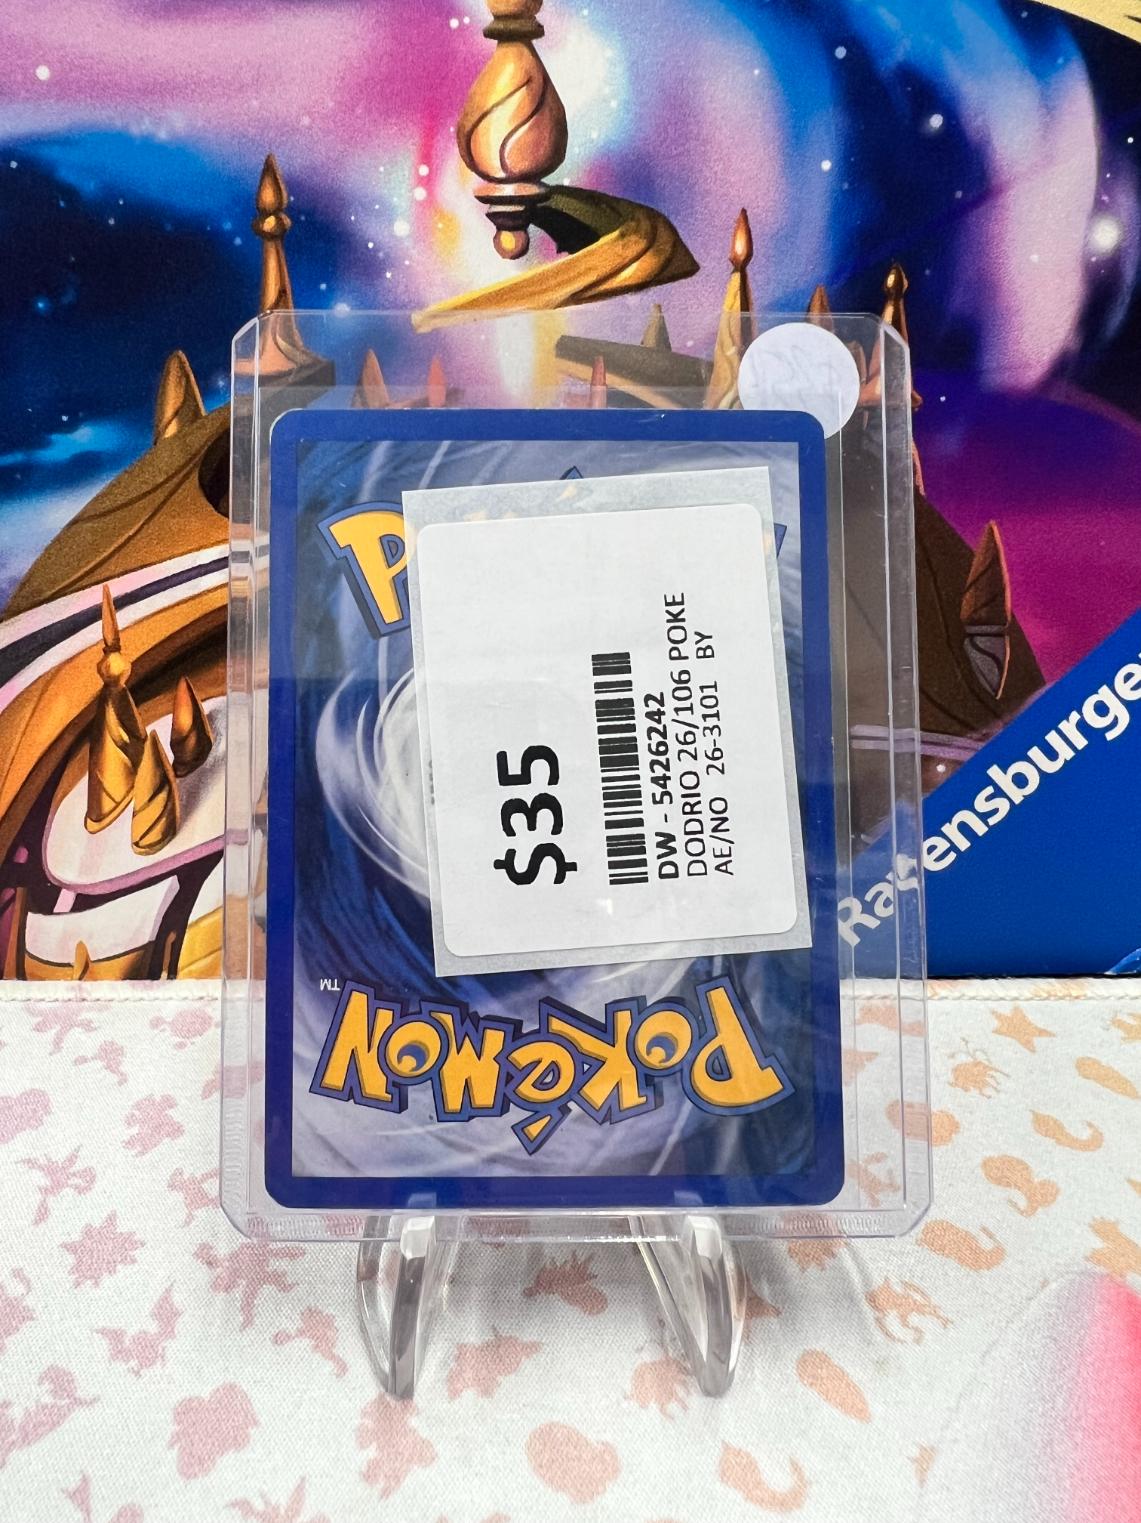 $35
DW - 5426242
DODRIO 26/106 POKE
AE/NO 26-3101 BY
P
POKéMON
TM
Ravensburger